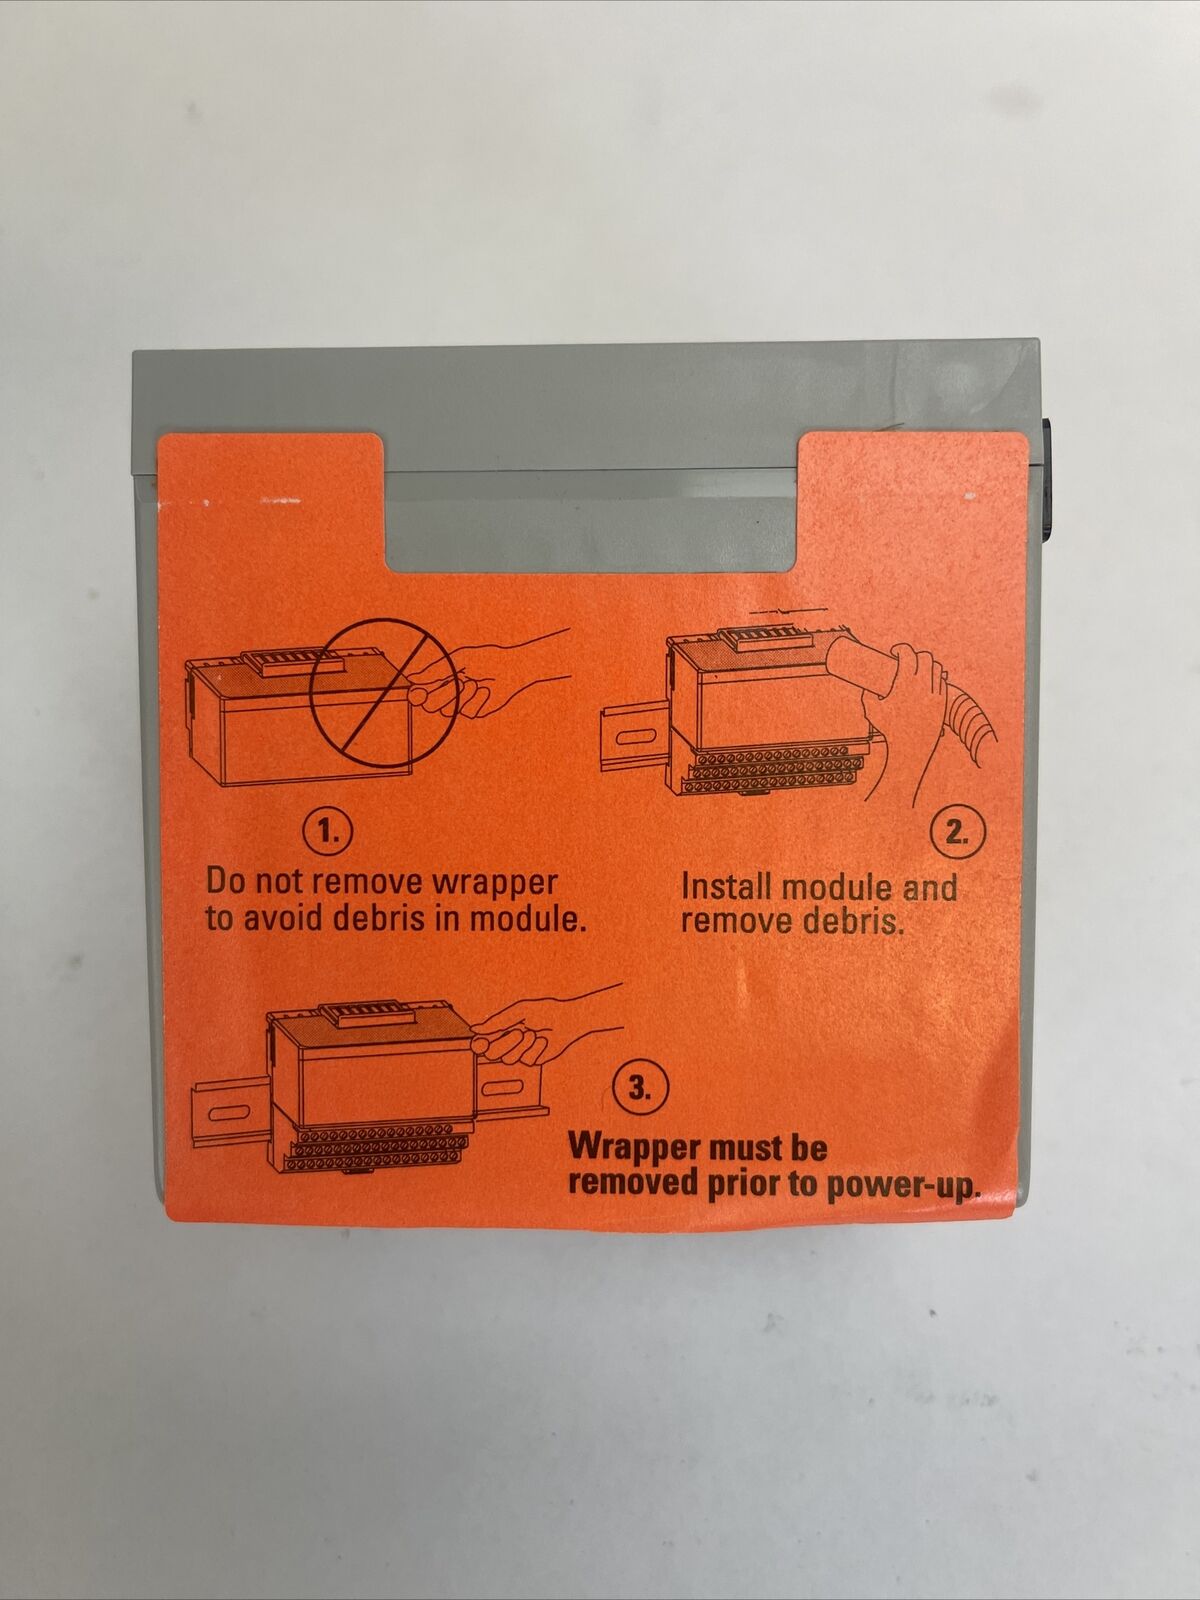 1.
Do not remove wrapper
to avoid debris in module.
2.
Install module and
remove debris.
3.
Wrapper must be
removed prior to power-up.